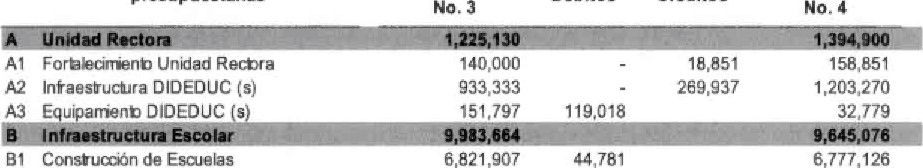 No. 3 No. 4
A Unidad Rectora 1,225,130 1,394,900
A1 Fortalecimiento Unidad Rectora 140,000 - 18,851 158,851
A2 Infraestructura DIDEDUC (s) 933,333 - 269,937 1,203,270
A3 Equipamiento DIDEDUC (s) 151,797 119,018 32,779
B Infraestructura Escolar 9,983,664 9,645,076
B1 Construcción de Escuelas 6,821,907 44,781 6,777,126